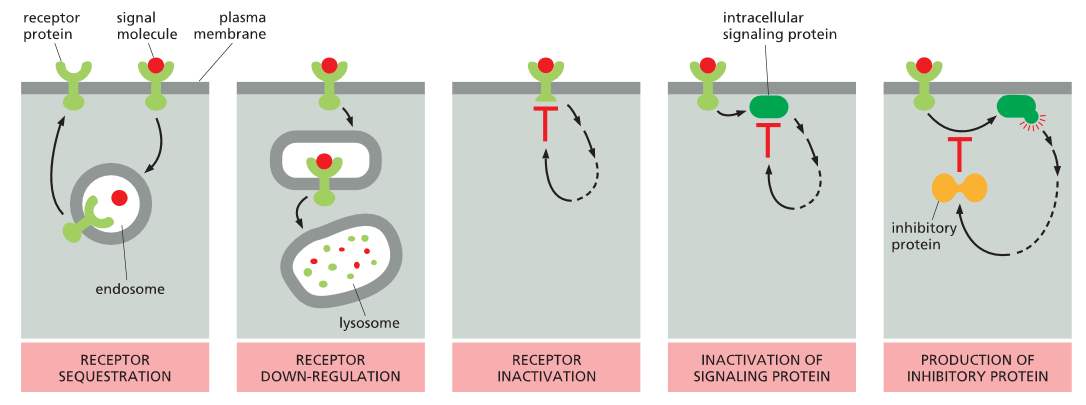 receptor
protein
signal
molecule
plasma
membrane
endosome
RECEPTOR
SEQUESTRATION
lysosome
RECEPTOR
DOWN-REGULATION
RECEPTOR
INACTIVATION
intracellular
signaling protein
INACTIVATION OF
SIGNALING PROTEIN
inhibitory
protein
PRODUCTION OF
INHIBITORY PROTEIN